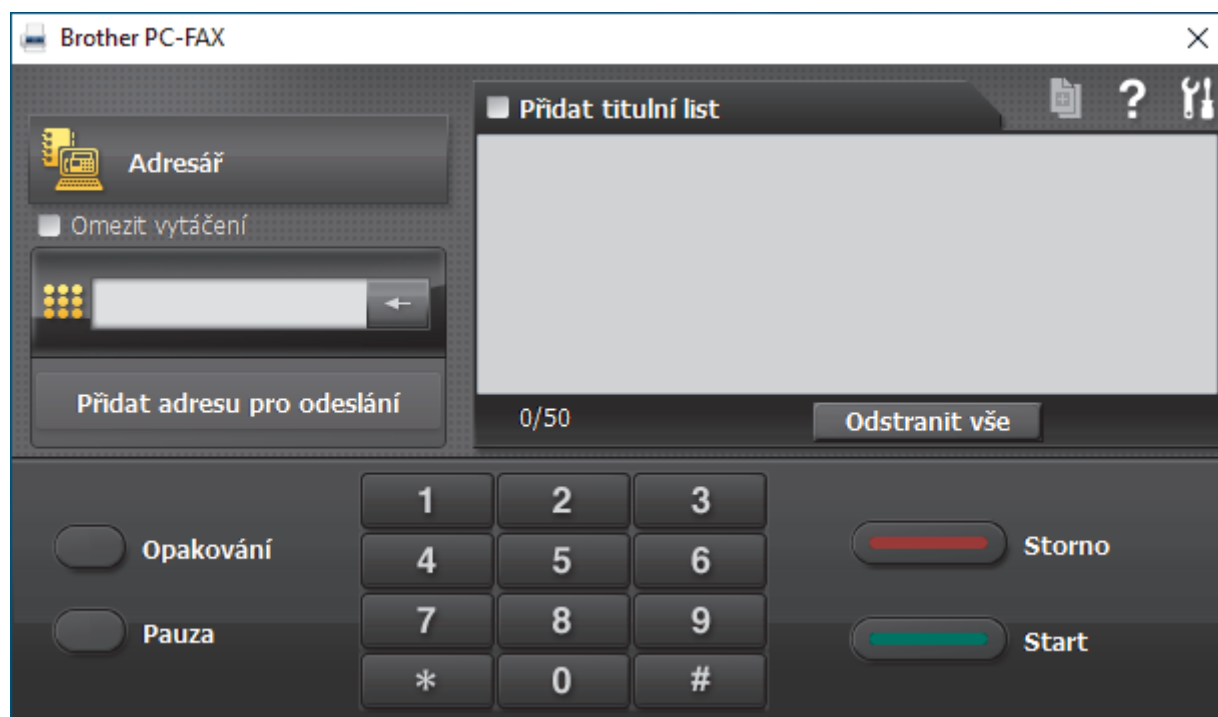 Brother PC-FAX
Přidat titulní list
?
Adresář
Omezit vytáčení
Přidat adresu pro odeslání
0/50
Odstranit vše
1 2 3
Opakování
Storno
4 5 6
7 8 9
Pauza
Start
* 0 #